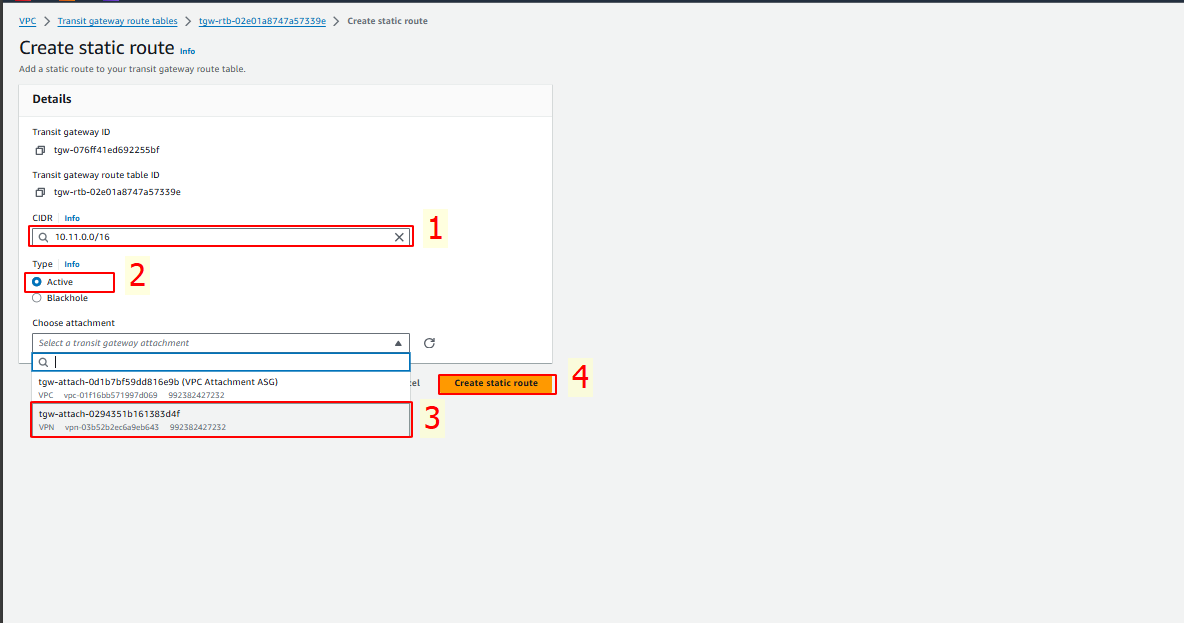 VPC > Transit gateway route tables > tgw-rtb-02e01a8747a57339e > Create static route
Create static route Info
Add a static route to your transit gateway route table.
Details
Transit gateway ID
tgw-076ff41ed692255bf
Transit gateway route table ID
tgw-rtb-02e01a8747a57339e
CIDR Info
10.11.0.0/16
1
Type Info
Active
2
Blackhole
Choose attachment
Select a transit gateway attachment
tgw-attach-0d1b7bf59dd816e9b (VPC Attachment ASG)
VPC vpc-01f16bb571997d069 992382427232
cel
Create static route
4
tgw-attach-0294351b161383d4f
VPN vpn-03b52b2ec6a9eb643 992382427232
3